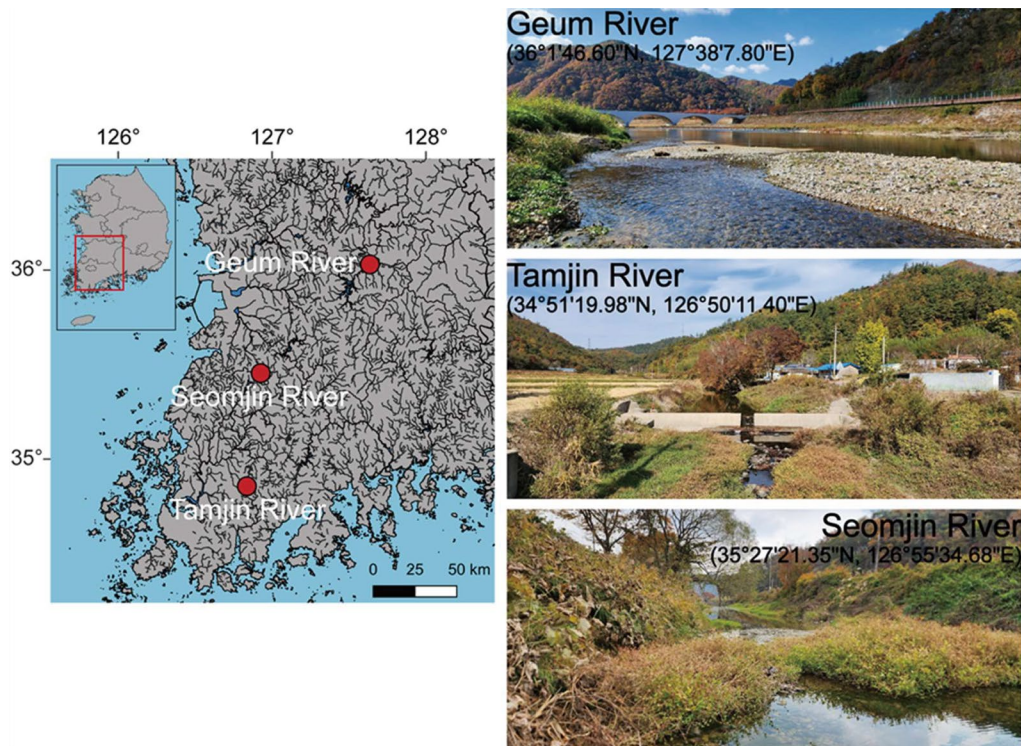 126°
127°
128°
36°
35°
Geum River
Seomjin River
Tamjin River
0 25 50 km
Geum River
(36°1'46.60"N, 127°38'7.80"E)
Tamjin River
(34°51'19.98"N, 126°50'11.40"E)
Seomjin River
(35°27'21.35"N, 126°55'34.68"E)